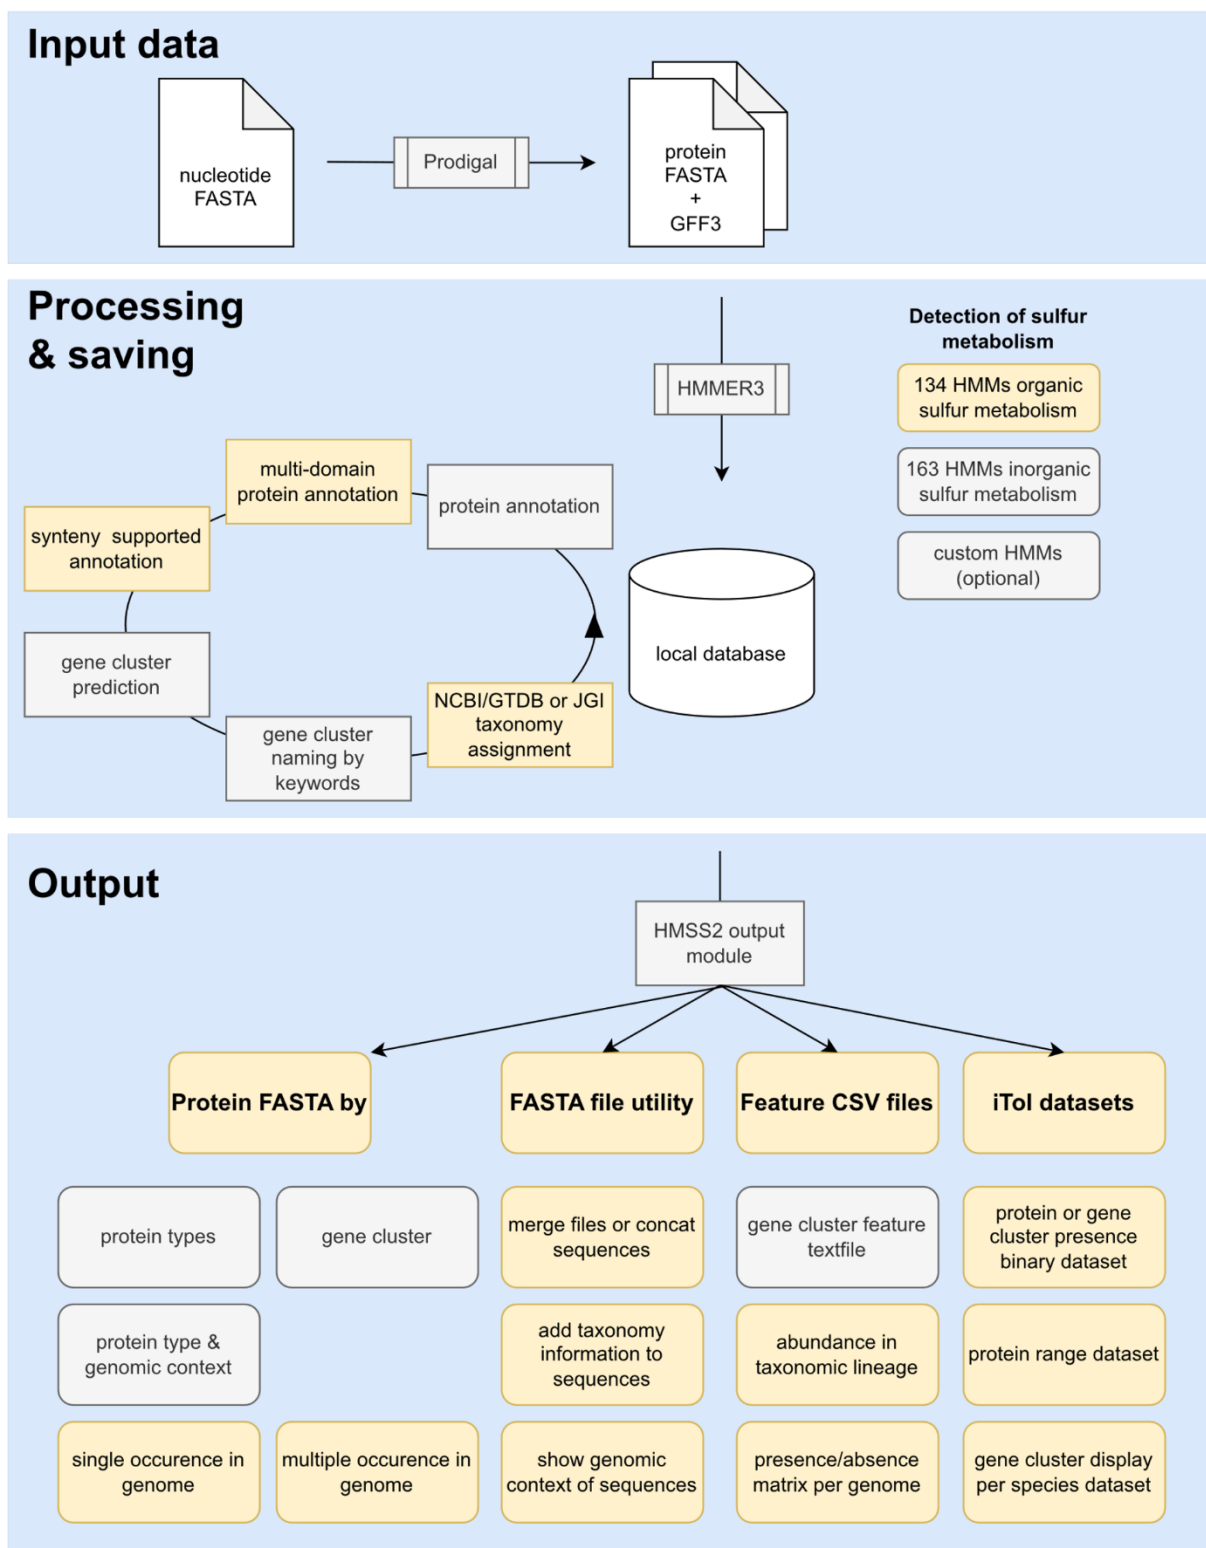 Input data
nucleotide
FASTA
Prodigal
protein
FASTA
+
GFF3
Processing
& saving
HMMER3
Detection of sulfur
metabolism
134 HMMs organic
sulfur metabolism
163 HMMs inorganic
sulfur metabolism
custom HMMs
(optional)
multi-domain
protein annotation
protein annotation
synteny  supported
annotation
gene cluster
prediction
gene cluster
naming by
keywords
NCBI/GTDB or JGI
taxonomy
assignment
local database
Output
HMSS2 output
module
Protein FASTA by
FASTA file utility
Feature CSV files
iTol datasets
protein types
gene cluster
merge files or concat
sequences
gene cluster feature
textfile
protein or gene
cluster presence
binary dataset
protein type &
genomic context
add taxonomy
information to
sequences
abundance in
taxonomic lineage
protein range dataset
single occurence in
genome
multiple occurence in
genome
show genomic
context of sequences
presence/absence
matrix per genome
gene cluster display
per species dataset